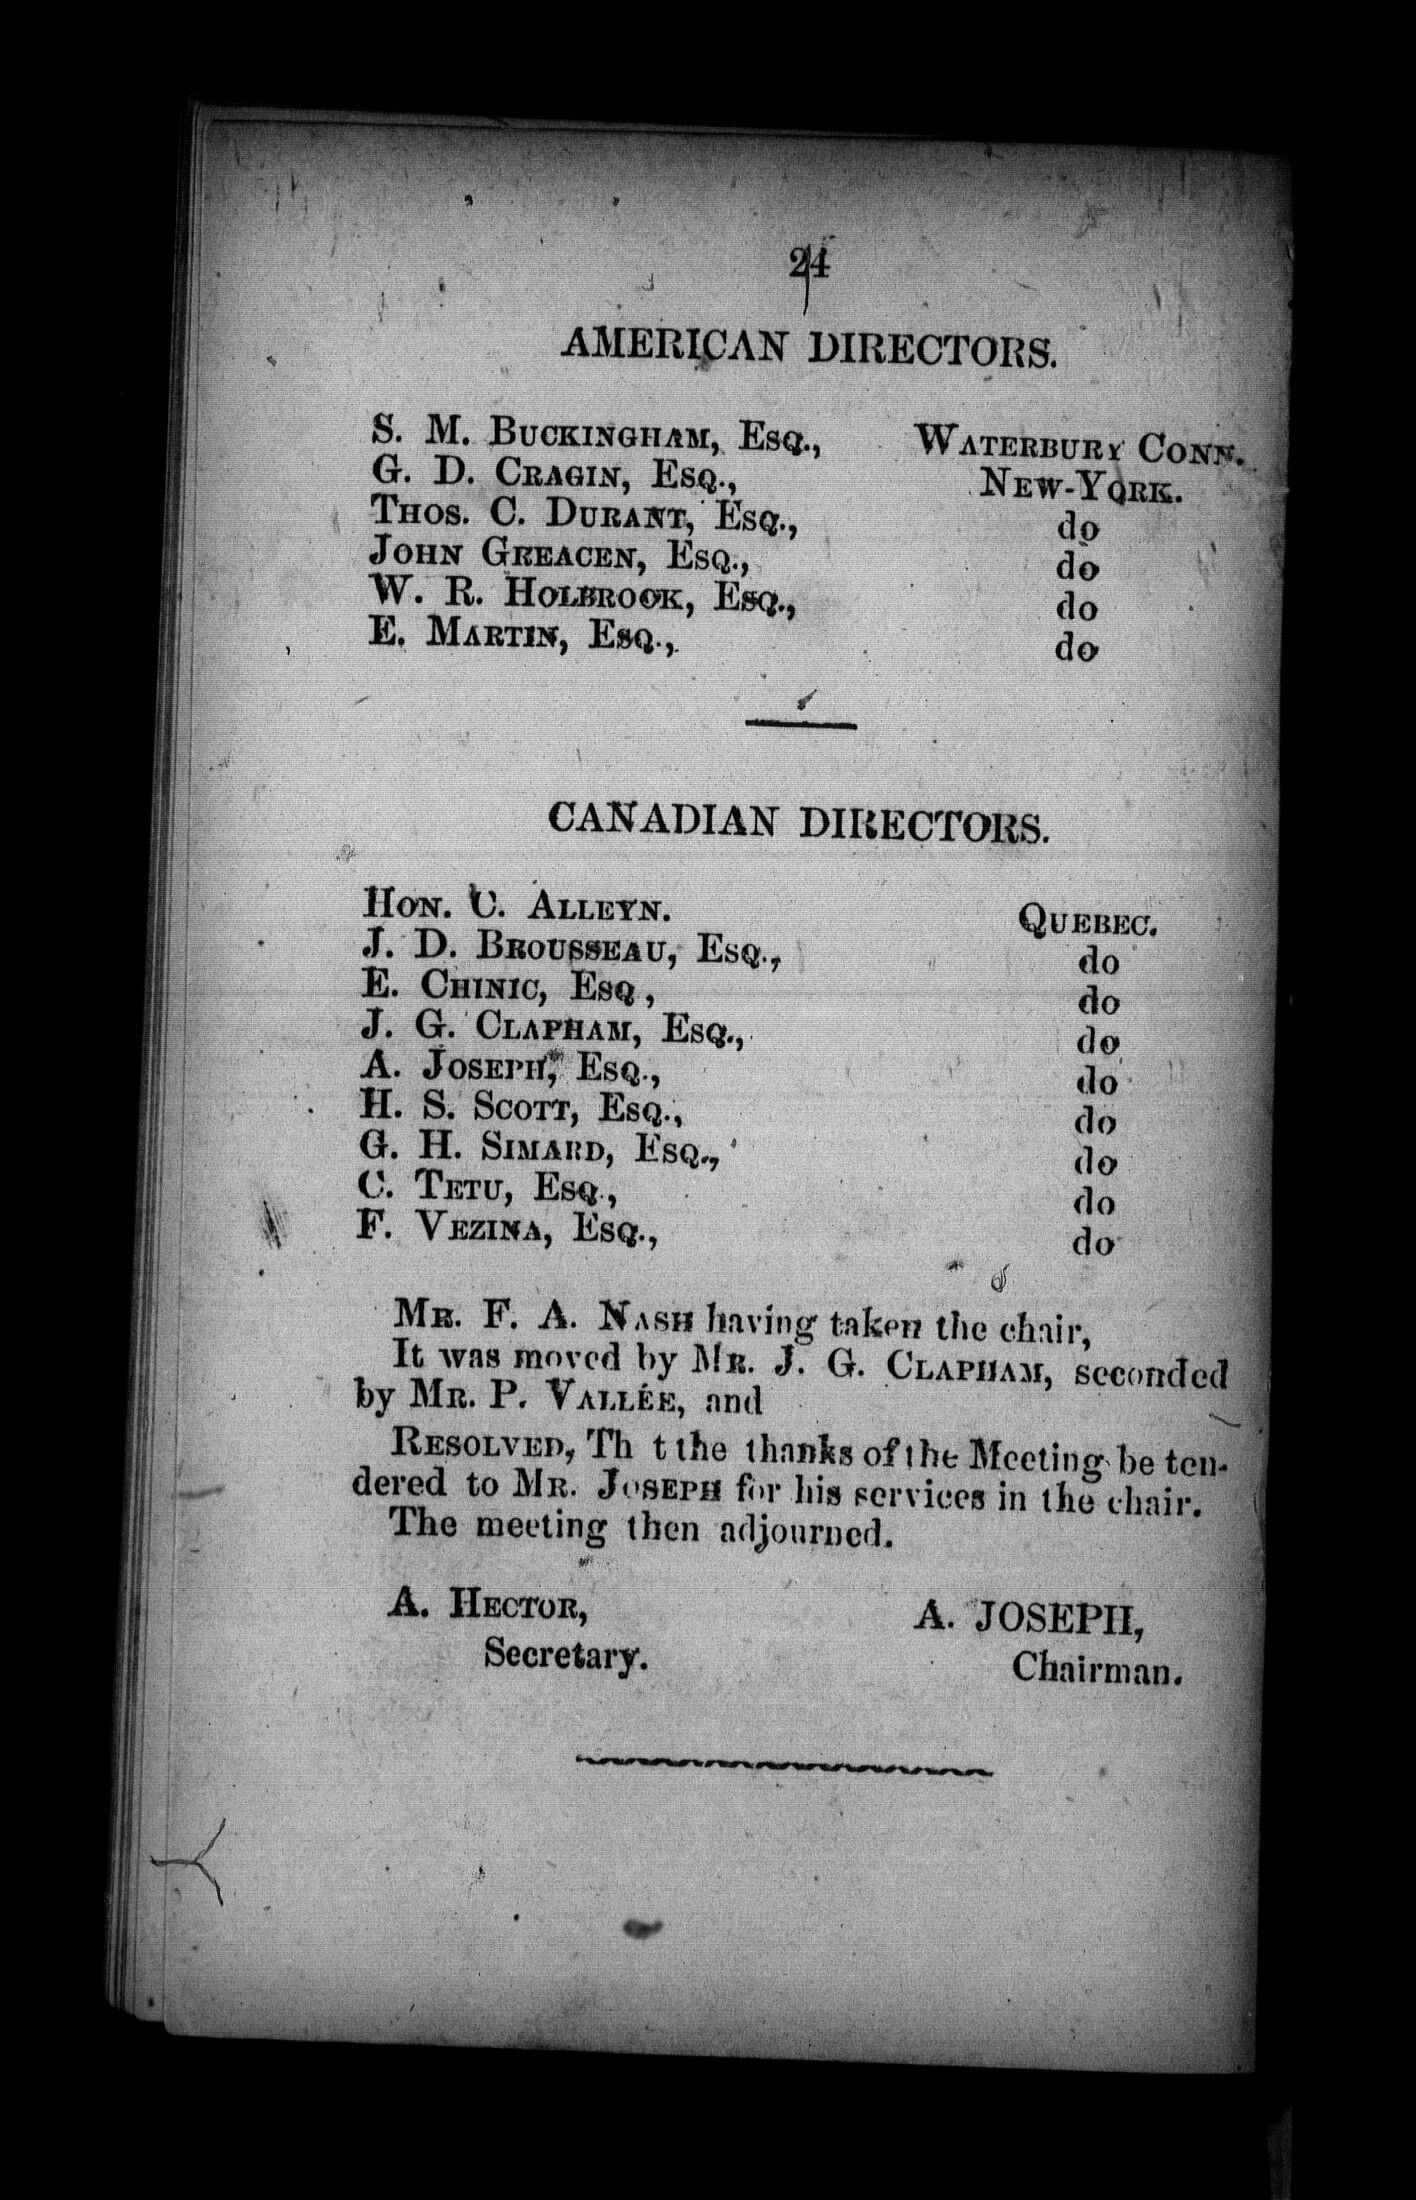 24
AMERICAN DIRECTORS.
S. M. BUCKINGHAM, ESQ., WATERBURY CONN.
G. D. CRAGIN, ESQ., NEW-YORK.
THOS. C. DURANT, ESQ., do
JOHN GREACEN, ESQ., do
W. R. HOLBROOK, ESQ., do
E. MARTIN, ESQ., do
CANADIAN DIRECTORS.
HON. C. ALLEYN. QUEBEC.
J. D. BROUSSEAU, ESQ., do
E. CHINIC, ESQ, do
J. G. CLAPHAM, ESQ., do
A. JOSEPH, ESQ., do
H. S. SCOTT, ESQ., do
G. H. SIMARD, ESQ., do
C. TETU, ESQ., do
F. VEZINA, ESQ., do
MR. F. A. NASH having taken the chair,
It was moved by MR. J. G. CLAPHAM, seconded
by MR. P. VALLÉE, and
RESOLVED, Th t the thanks of the Meeting be ten-
dered to MR. JOSEPH for his services in the chair.
The meeting then adjourned.
A. HECTOR, A. JOSEPH,
Secretary. Chairman.